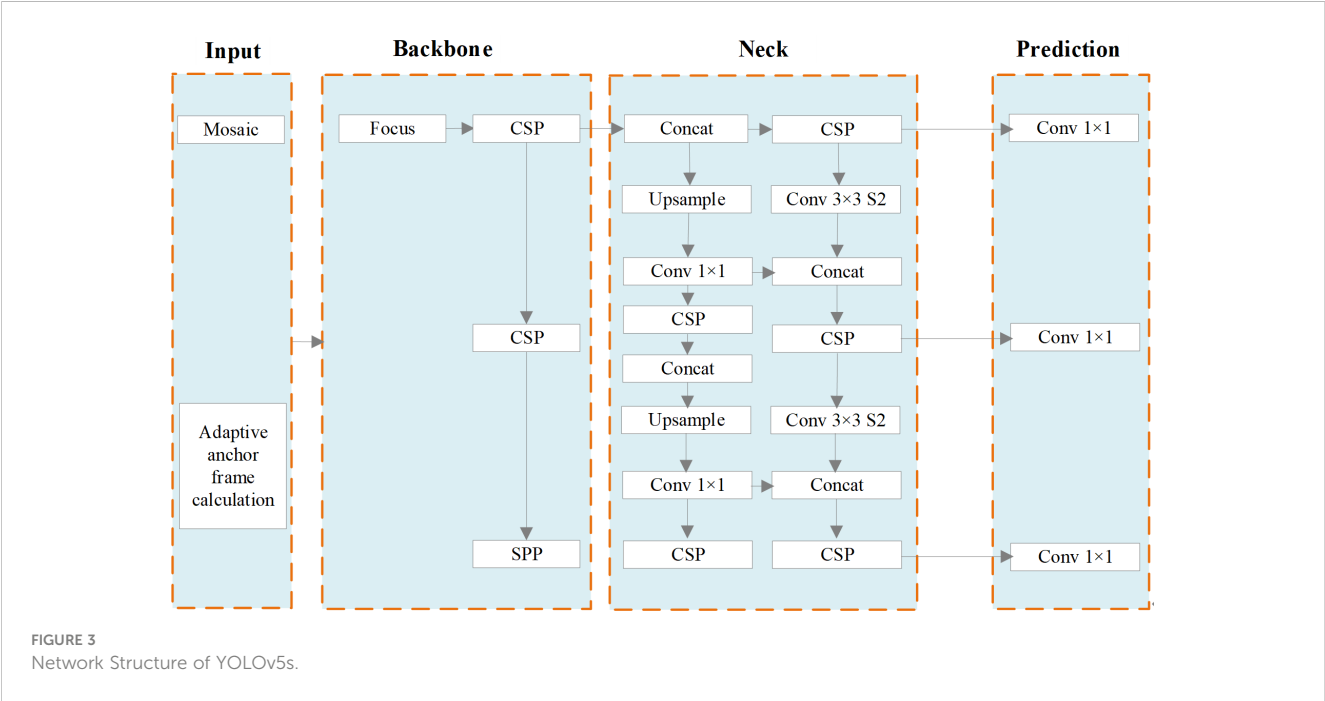 Input
Backbone
Neck
Prediction
Mosaic
Adaptive
anchor
frame
calculation
Focus
CSP
CSP
SPP
Concat
Upsample
Conv 1×1
CSP
Concat
Upsample
Conv 1×1
CSP
CSP
Conv 3×3 S2
Concat
CSP
Conv 3×3 S2
Concat
CSP
Conv 1×1
Conv 1×1
Conv 1×1
FIGURE 3
Network Structure of YOLOv5s.